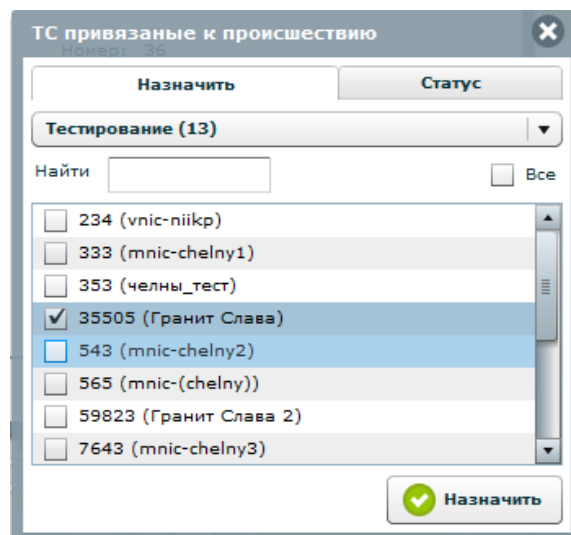 ТС привязаные к происшествию
Номер: 36
Назначить
Статус
Тестирование (13)
Найти
Все
234 (vnic-niikp)
333 (mnic-chelny1)
353 (челны_тест)
35505 (Гранит Слава)
543 (mnic-chelny2)
565 (mnic-(chelny))
59823 (Гранит Слава 2)
7643 (mnic-chelny3)
Назначить